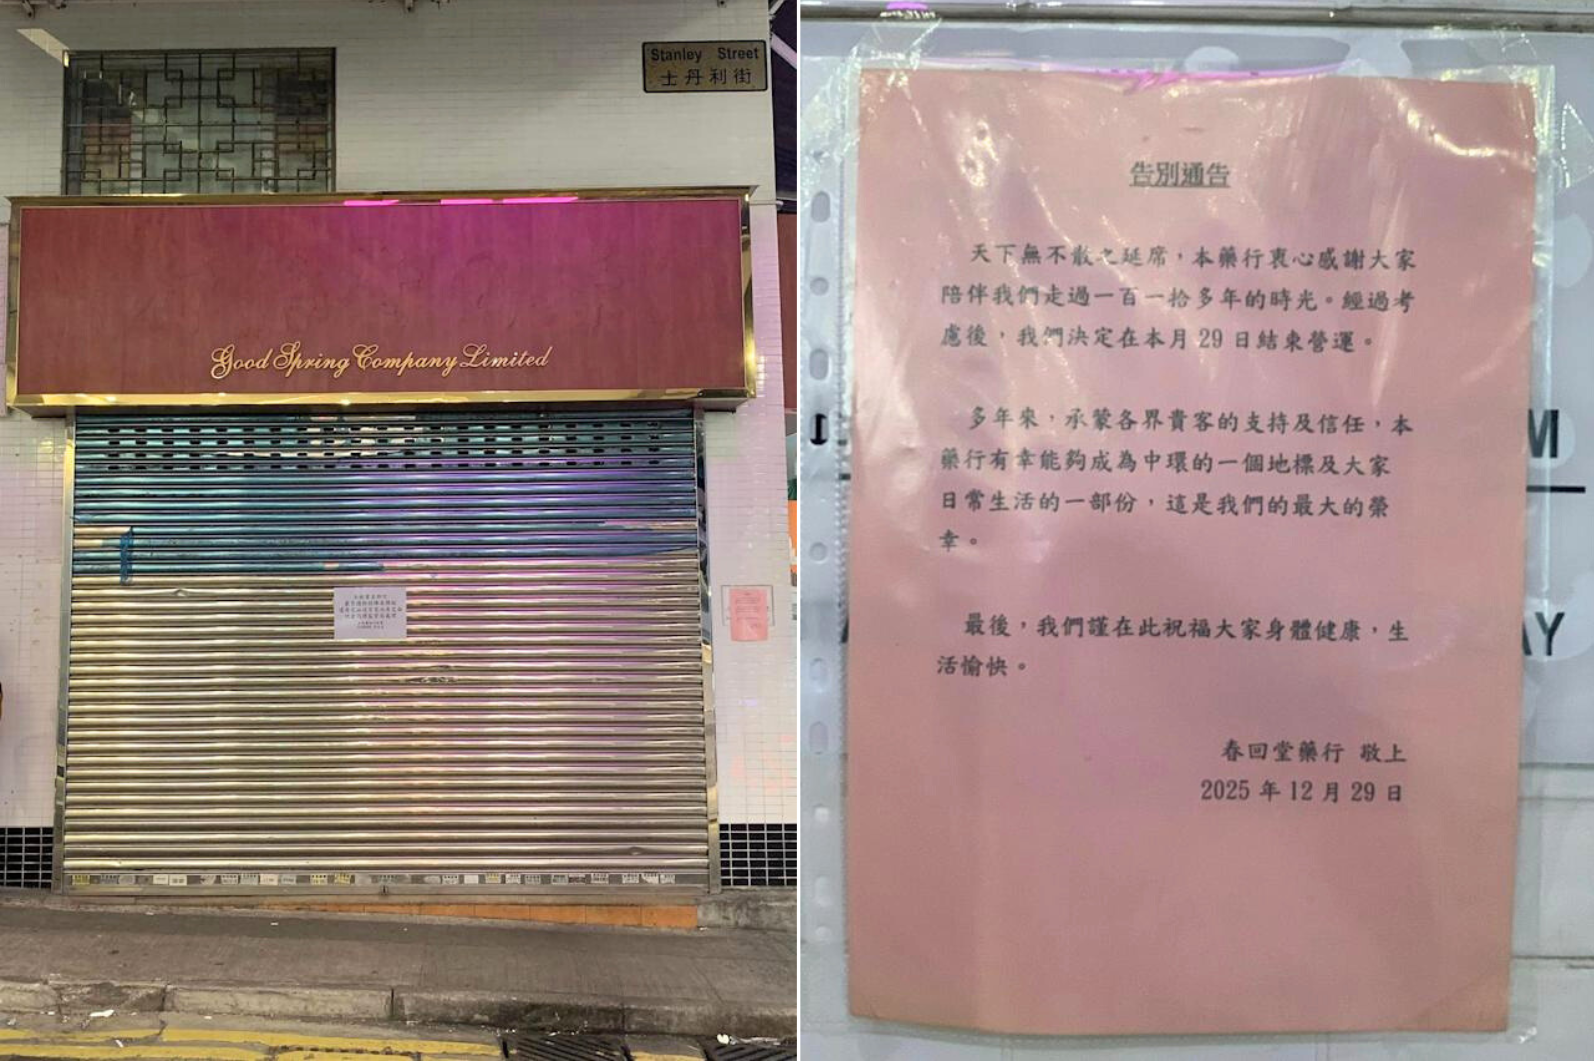 Stanley Street
士丹利街
Good Spring Company Limited
告別通告
天下無不散之延席，本藥行衷心感謝大家
陪伴我們走過一百一拾多年的時光。經過考
慮後，我們決定在本月29日結束營運。
多年來，承蒙各界貴客的支持及信任，本
藥行有幸能夠成為中環的一個地標及大家
日常生活的一部份，這是我們的最大的榮
幸。
最後，我們謹在此祝福大家身體健康，生
活愉快。
春回堂藥行 敬上
2025年12月29日
M
AY